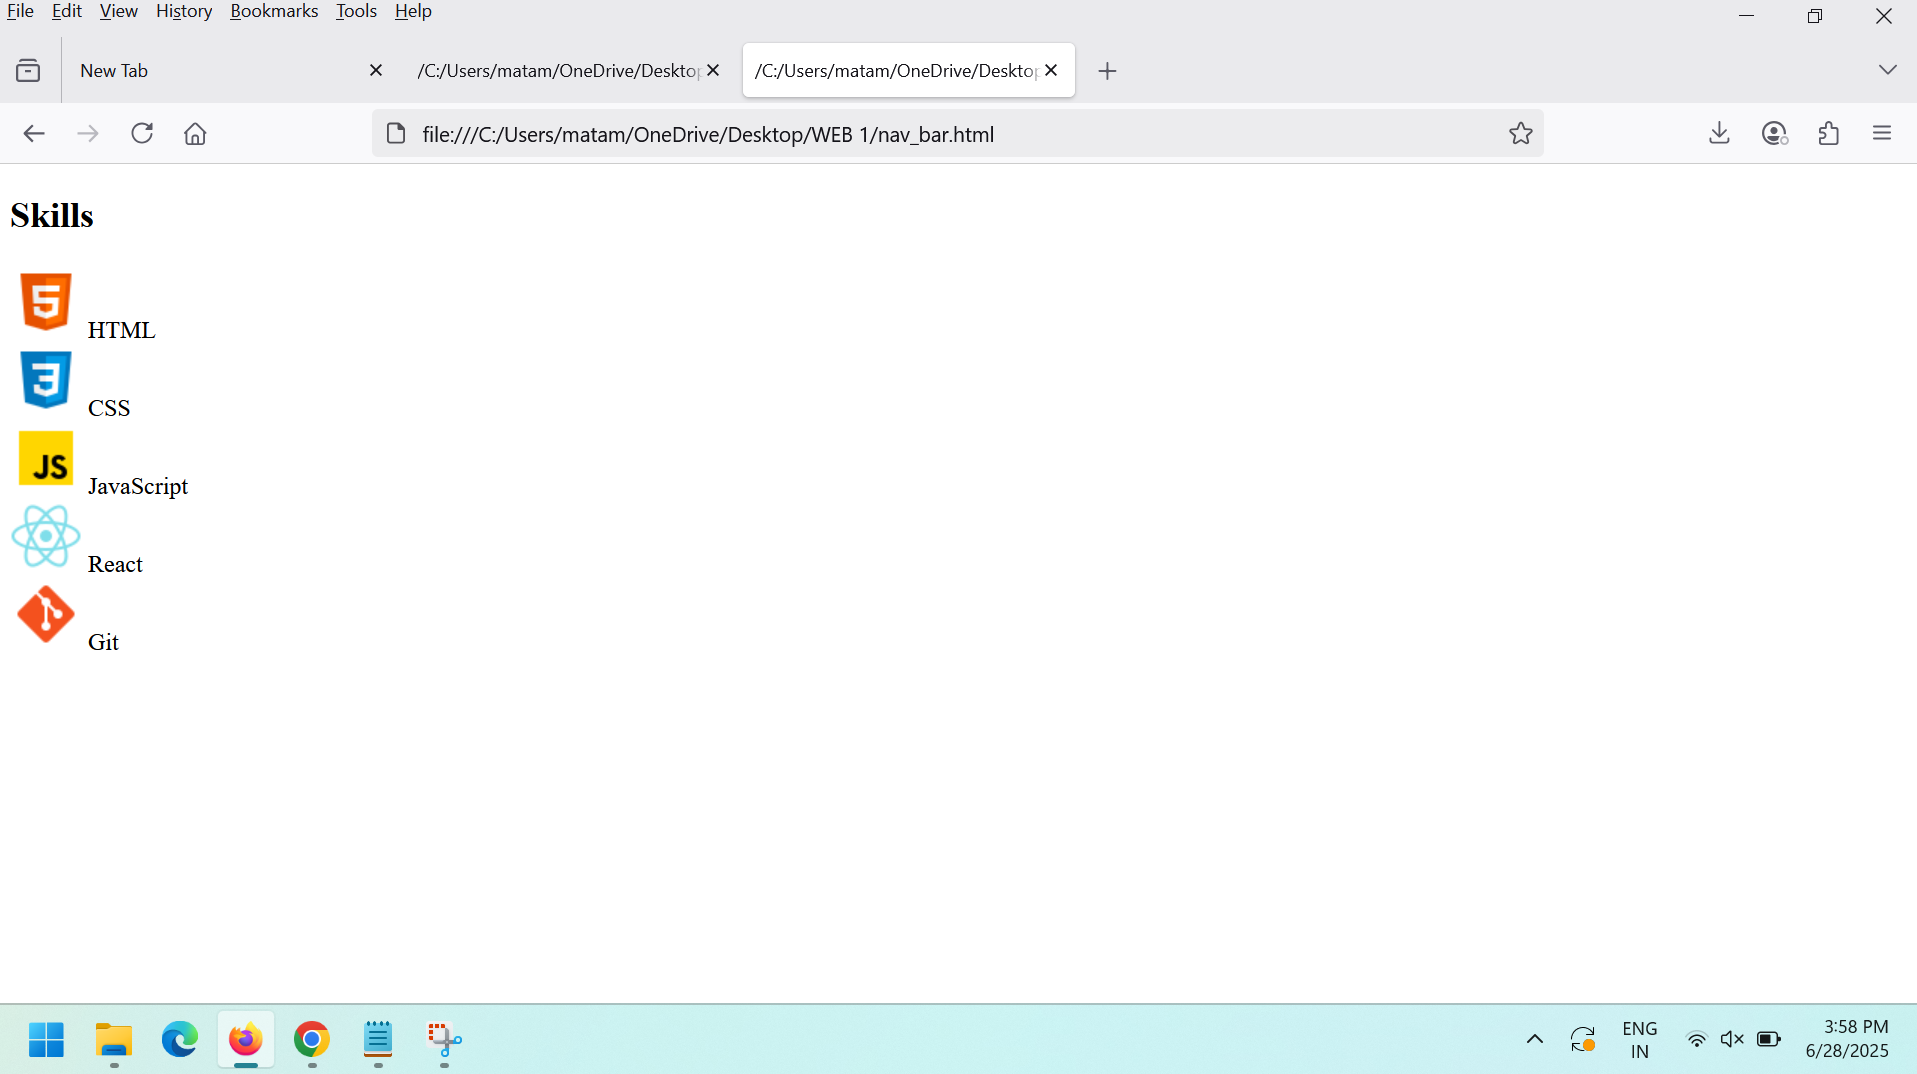 File Edit View History Bookmarks Tools Help
New Tab
/C:/Users/matam/OneDrive/Desktop
/C:/Users/matam/OneDrive/Desktop
file:///C:/Users/matam/OneDrive/Desktop/WEB 1/nav_bar.html
Skills
5
HTML
3
CSS
JS
JavaScript
React
Git
ENG
IN
3:58 PM
6/28/2025